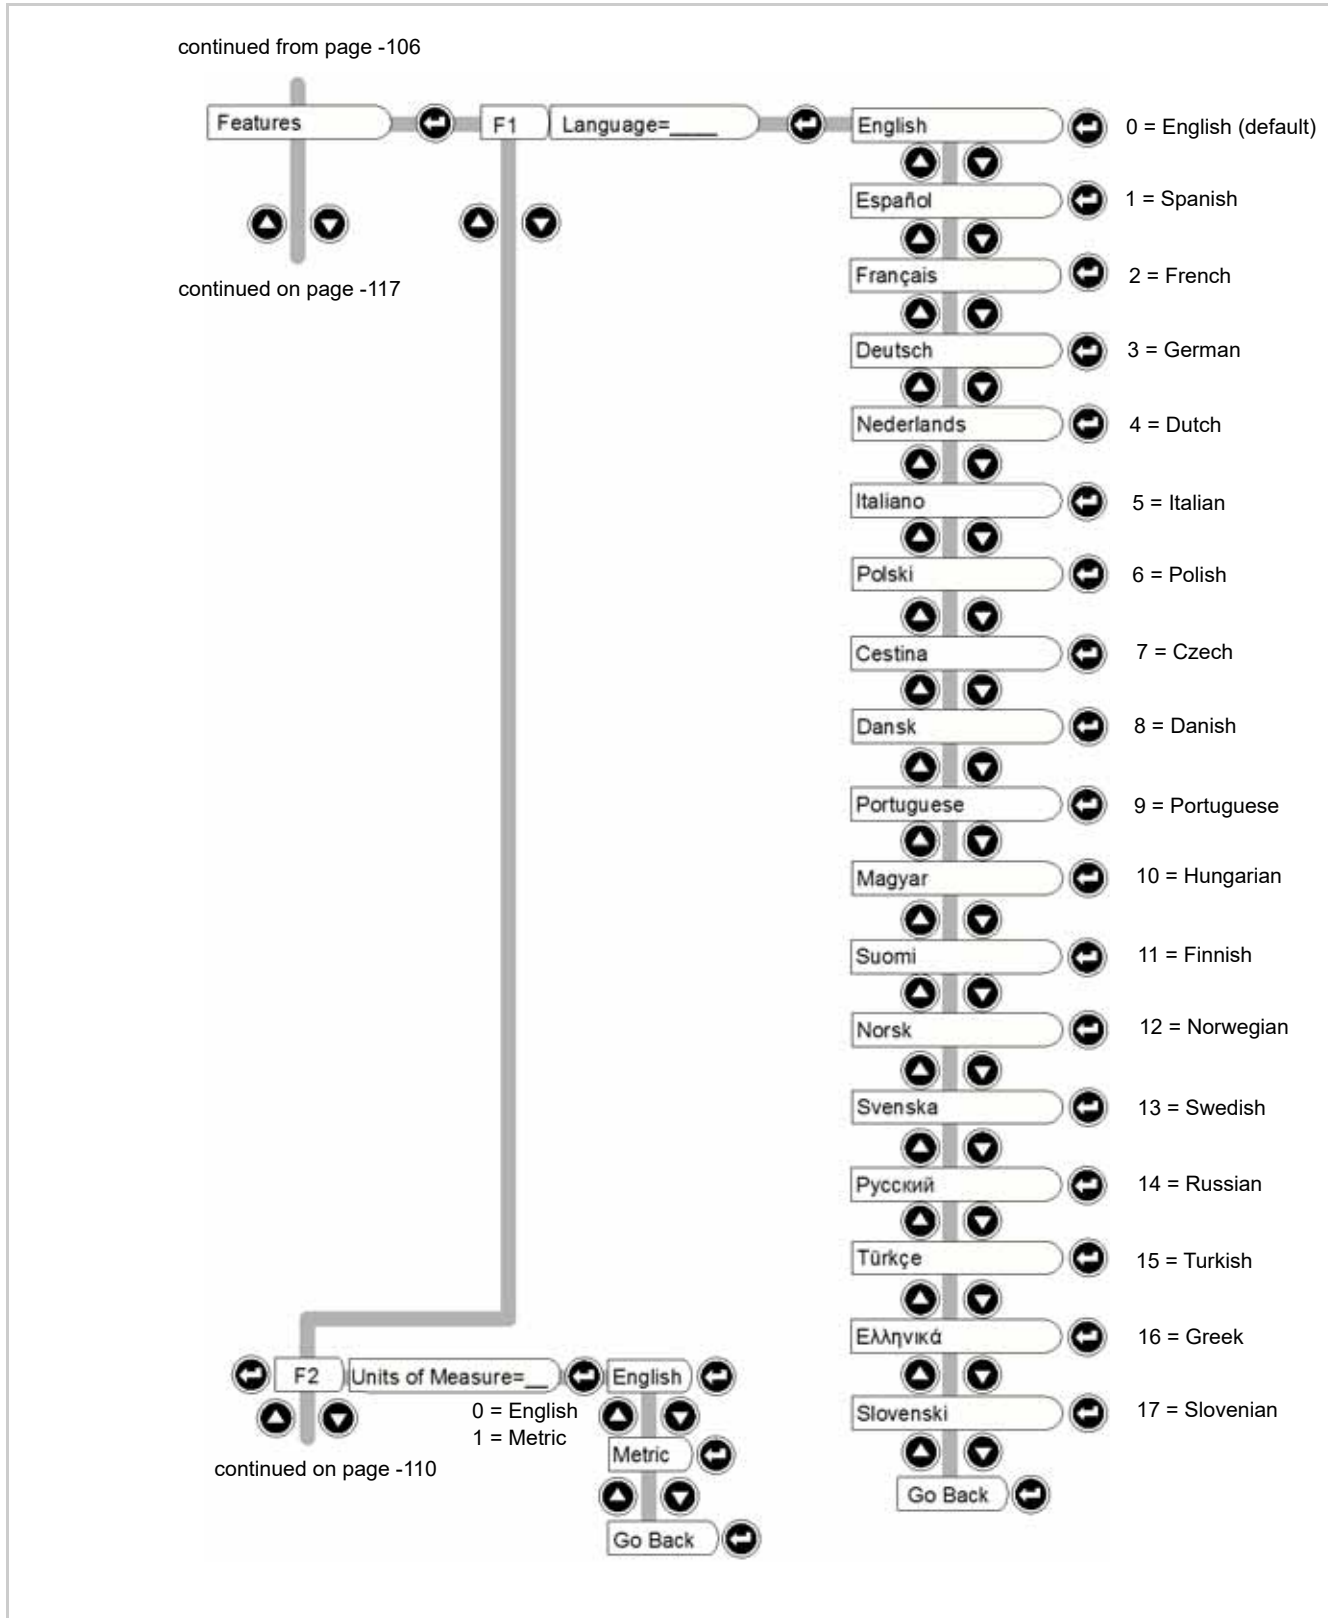 continued from page -106
Features
F1
Language=____
English
0 = English (default)
Español
1 = Spanish
continued on page -117
Français
2 = French
Deutsch
3 = German
Nederlands
4 = Dutch
Italiano
5 = Italian
Polski
6 = Polish
Cestina
7 = Czech
Dansk
8 = Danish
Portuguese
9 = Portuguese
Magyar
10 = Hungarian
Suomi
11 = Finnish
Norsk
12 = Norwegian
Svenska
13 = Swedish
Русский
14 = Russian
Türkçe
15 = Turkish
Ελληνικά
16 = Greek
F2
Units of Measure=__
English
0 = English
1 = Metric
Slovenski
17 = Slovenian
Metric
continued on page -110
Go Back
Go Back